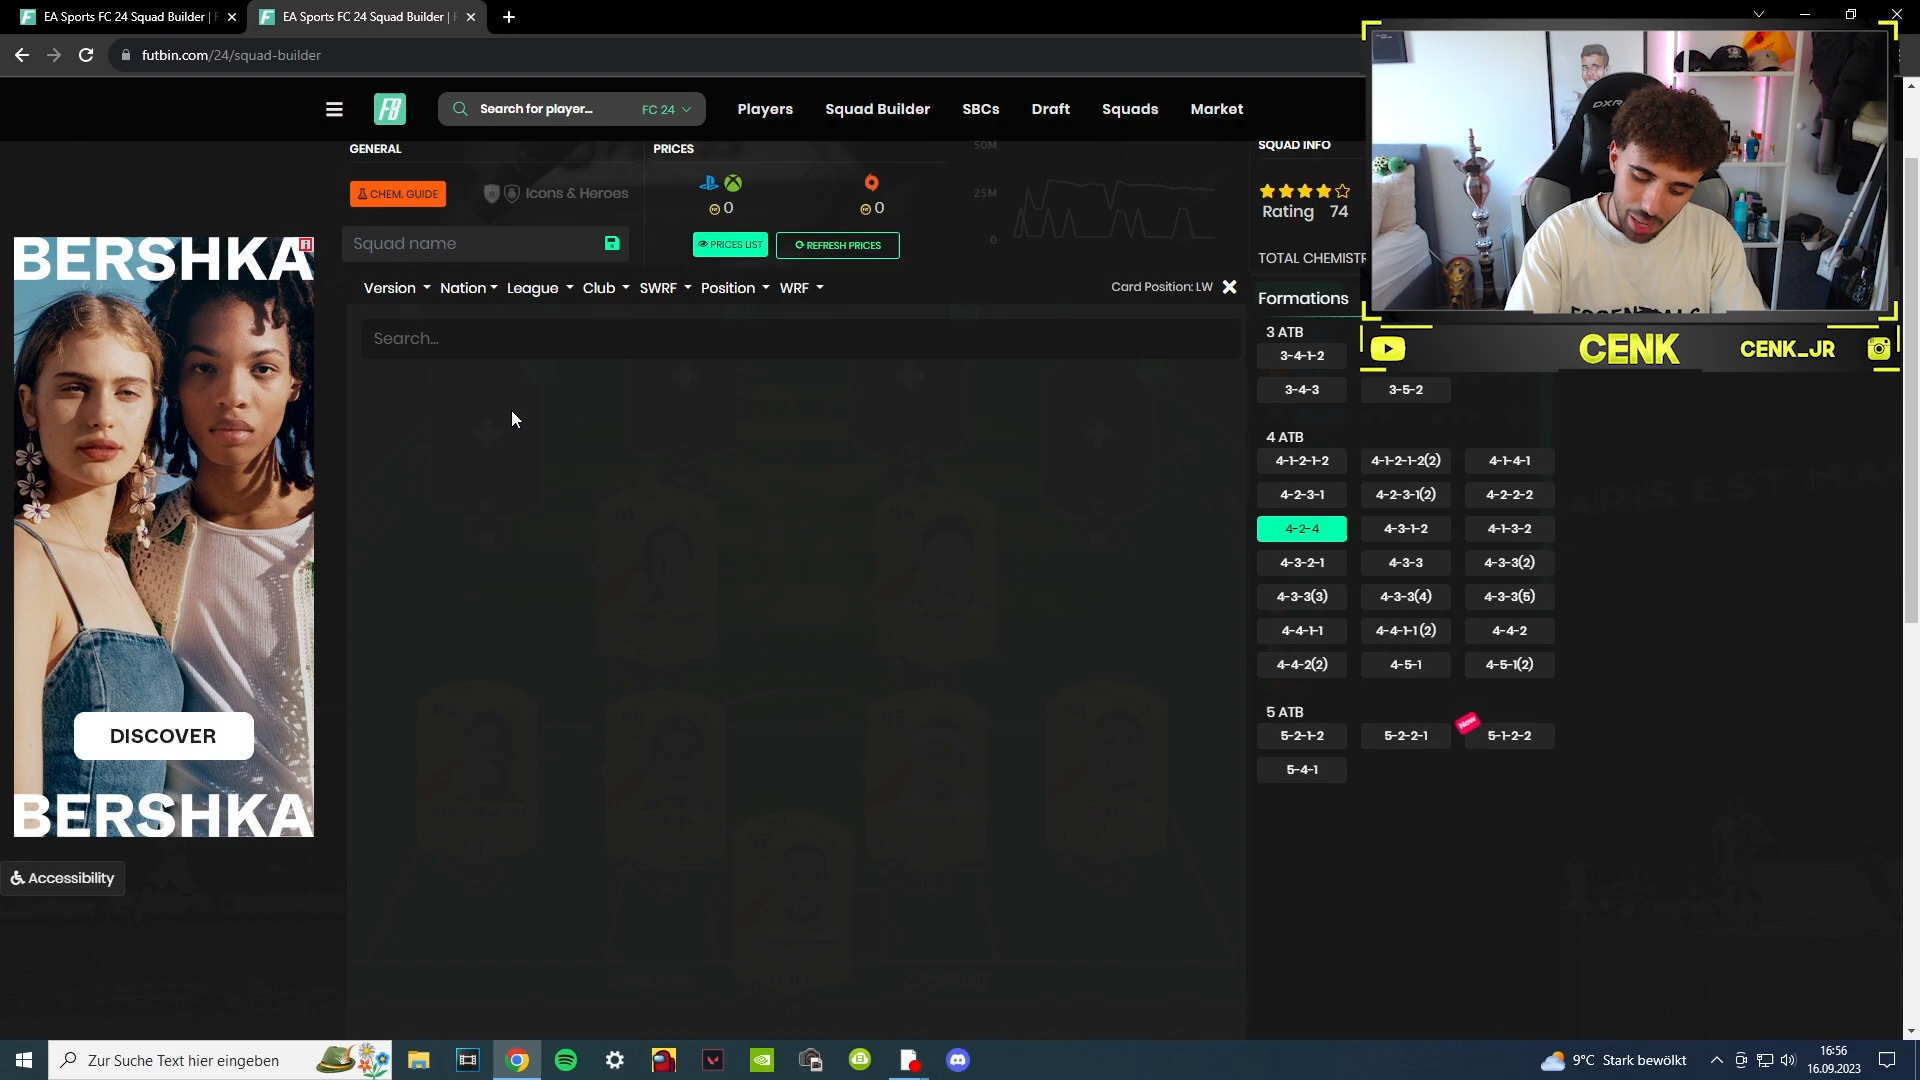 EA Sports FC 24 Squad Builder | F
EA Sports FC 24 Squad Builder | F
futbin.com/24/squad-builder
FB
Search for player...
FC 24
Players
Squad Builder
SBCs
Draft
Squads
Market
GENERAL
PRICES
50M
25M
0
CHEM. GUIDE
Icons & Heroes
0
0
Squad name
PRICES LIST
REFRESH PRICES
SQUAD INFO
Rating 74
TOTAL CHEMISTR
Version
Nation
League
Club
SWRF
Position
WRF
Card Position: LW
Search...
Formations
3 ATB
3-4-1-2
3-4-3
3-5-2
4 ATB
4-1-2-1-2
4-1-2-1-2(2)
4-1-4-1
4-2-3-1
4-2-3-1(2)
4-2-2-2
4-2-4
4-3-1-2
4-1-3-2
4-3-2-1
4-3-3
4-3-3(2)
4-3-3(3)
4-3-3(4)
4-3-3(5)
4-4-1-1
4-4-1-1(2)
4-4-2
4-4-2(2)
4-5-1
4-5-1(2)
5 ATB
New
5-2-1-2
5-2-2-1
5-1-2-2
5-4-1
DXR
CENK
CENK_JR
BERSHKA
DISCOVER
BERSHKA
Accessibility
Zur Suche Text hier eingeben
9°C Stark bewölkt
16:56
16.09.2023